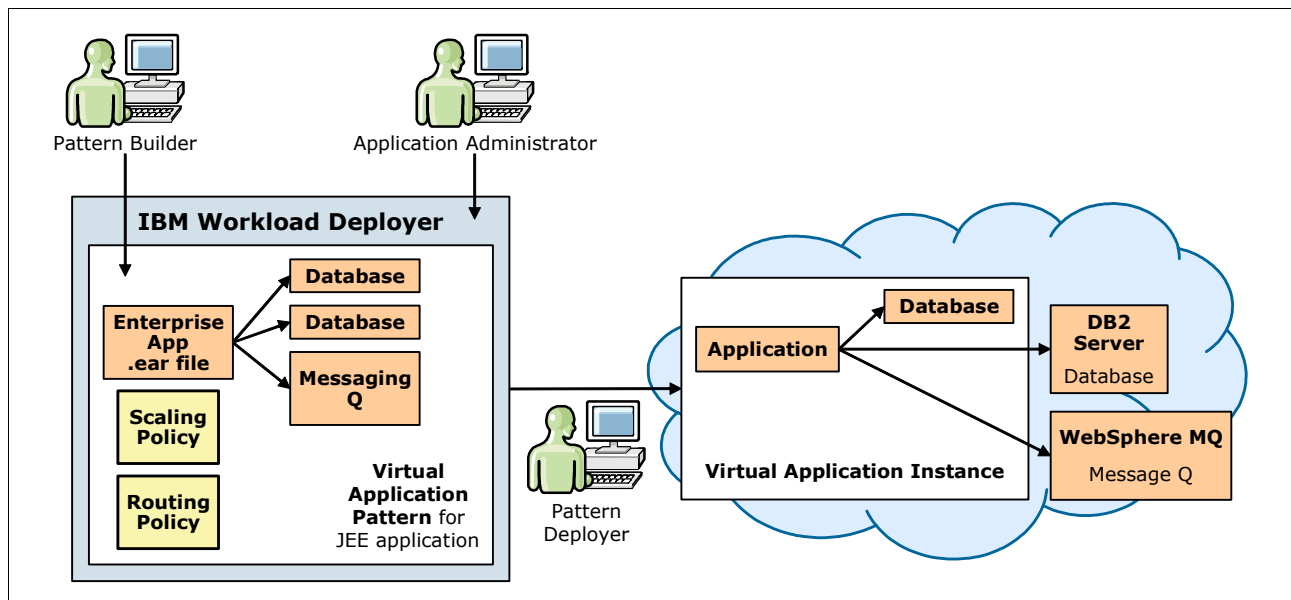 Pattern Builder
Application Administrator
IBM Workload Deployer
Enterprise
App
.ear file
Database
Database
Messaging
Q
Scaling
Policy
Routing
Policy
Virtual
Application
Pattern for
JEE application
Pattern
Deployer
Application
Database
Virtual Application Instance
DB2
Server
Database
WebSphere MQ
Message Q